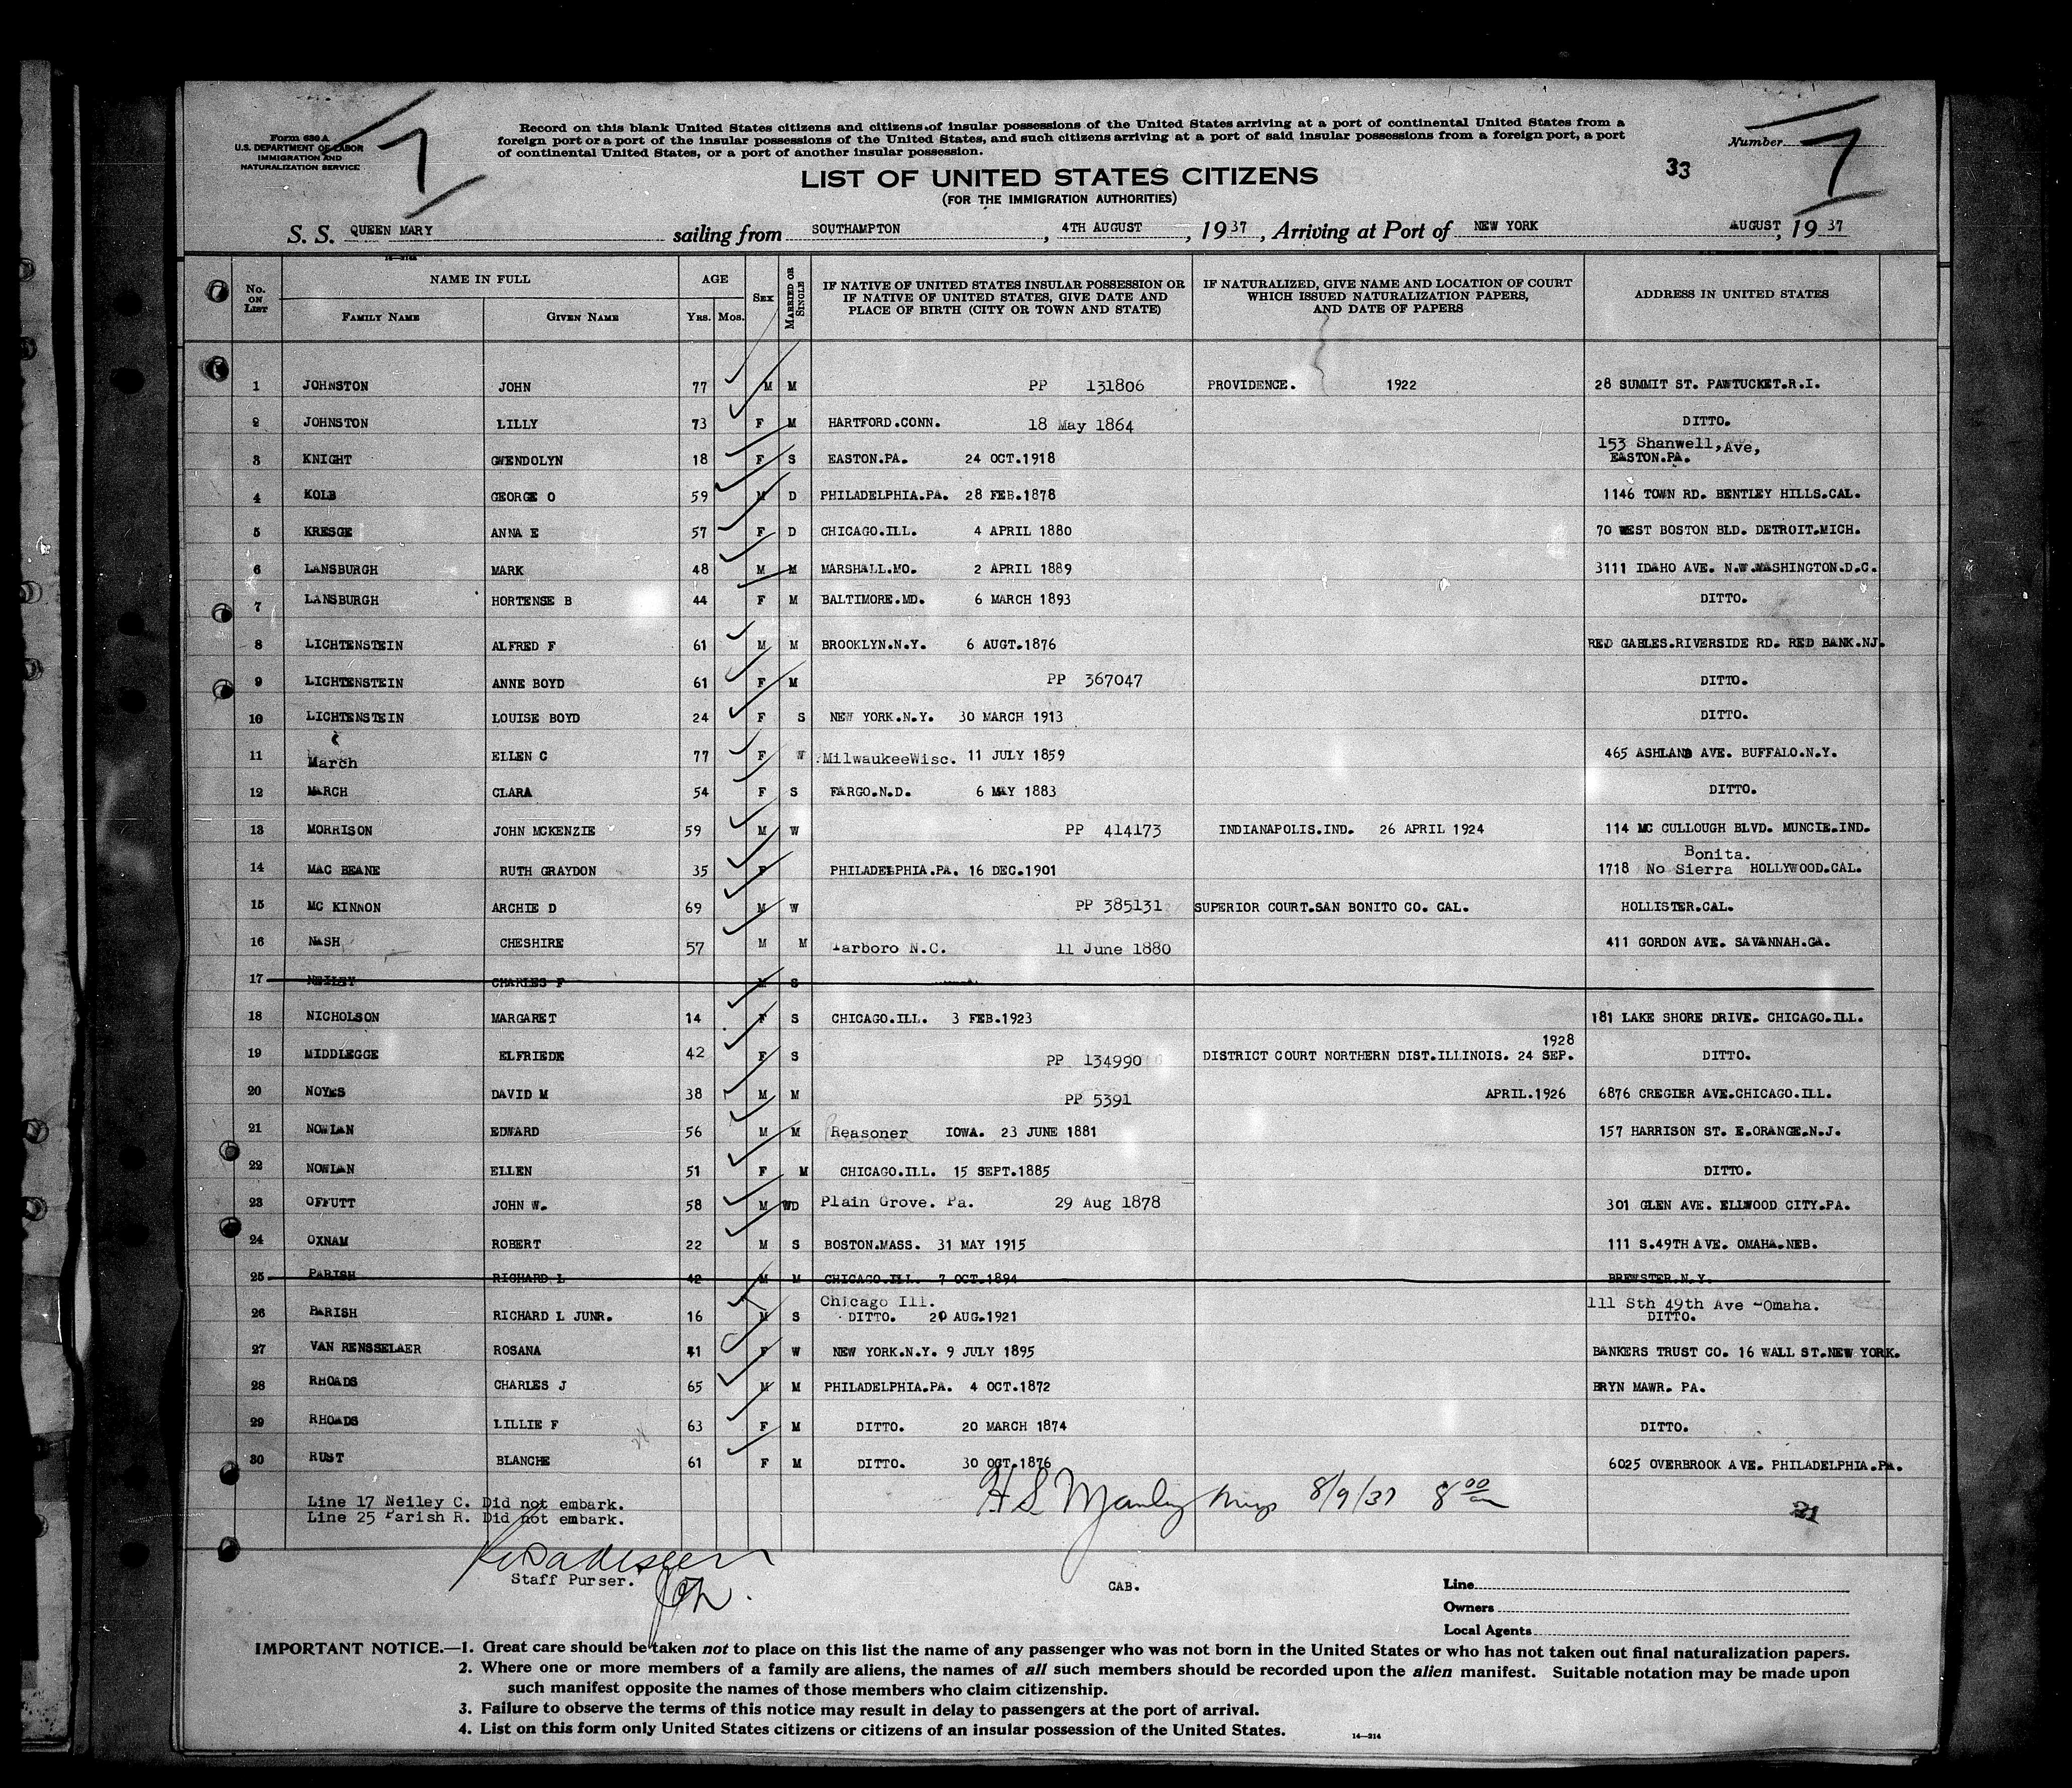 Form 630 A
U.S. DEPARTMENT OF LABOR
IMMIGRATION AND
NATURALIZATION SERVICE
7
Record on this blank United States citizens and citizens of insular possessions of the United States arriving at a port of continental United States from a
foreign port or a port of the insular possessions of the United States, and such citizens arriving at a port of said insular possessions from a foreign port, a port
of continental United States, or a port of another insular possession.
Number 7
33
LIST OF UNITED STATES CITIZENS
(FOR THE IMMIGRATION AUTHORITIES)
S. S. QUEEN MARY sailing from SOUTHAMPTON, 4TH AUGUST, 1937, Arriving at Port of NEW YORK AUGUST, 1937
No. ON LIST NAME IN FULL FAMILY NAME GIVEN NAME AGE YRS. MOS. SEX MARRIED OR SINGLE IF NATIVE OF UNITED STATES INSULAR POSSESSION OR IF NATIVE OF UNITED STATES, GIVE DATE AND PLACE OF BIRTH (CITY OR TOWN AND STATE) IF NATURALIZED, GIVE NAME AND LOCATION OF COURT WHICH ISSUED NATURALIZATION PAPERS, AND DATE OF PAPERS ADDRESS IN UNITED STATES
1 JOHNSTON JOHN 77 M M PP 131806 PROVIDENCE. 1922 28 SUMMIT ST. PAWTUCKET.R.I.
2 JOHNSTON LILLY 73 F M HARTFORD.CONN. 18 May 1864 DITTO.
3 KNIGHT GWENDOLYN 18 F S EASTON.PA. 24 OCT.1918 153 Shanwell, Ave, EASTON.PA.
4 KOLB GEORGE O 59 M D PHILADELPHIA.PA. 28 FEB.1878 1146 TOWN RD. BENTLEY HILLS.CAL.
5 KRESGE ANNA E 57 F D CHICAGO.ILL. 4 APRIL 1880 70 WEST BOSTON BLD. DETROIT.MICH.
6 LANSBURGH MARK 48 M M MARSHALL.MO. 2 APRIL 1889 3111 IDAHO AVE. N.W.WASHINGTON.D.C.
7 LANSBURGH HORTENSE B 44 F M BALTIMORE.MD. 6 MARCH 1893 DITTO.
8 LICHTENSTEIN ALFRED F 61 M M BROOKLYN.N.Y. 6 AUGT.1876 RED GABLES.RIVERSIDE RD. RED BANK.NJ.
9 LICHTENSTEIN ANNE BOYD 61 F M PP 367047 DITTO.
10 LICHTENSTEIN LOUISE BOYD 24 F S NEW YORK.N.Y. 30 MARCH 1913 DITTO.
11 March ELLEN C 77 F W MilwaukeeWisc. 11 JULY 1859 465 ASHLAND AVE. BUFFALO.N.Y.
12 MARCH CLARA 54 F S FARGO.N.D. 6 MAY 1883 DITTO.
13 MORRISON JOHN MCKENZIE 59 M W PP 414173 INDIANAPOLIS.IND. 26 APRIL 1924 114 MC CULLOUGH BLVD. MUNCIE.IND.
14 MAC BEANE RUTH GRAYDON 35 F PHILADELPHIA.PA. 16 DEC.1901 1718 No Sierra Bonita. HOLLYWOOD.CAL.
15 MC KINNON ARCHIE D 69 M W PP 385131 SUPERIOR COURT.SAN BONITO CO. CAL. HOLLISTER.CAL.
16 NASH CHESHIRE 57 M M Tarboro N.C. 11 June 1880 411 GORDON AVE. SAVANNAH.GA.
17 NEILEY CHARLES F M S
18 NICHOLSON MARGARET 14 F S CHICAGO.ILL. 3 FEB.1923 181 LAKE SHORE DRIVE. CHICAGO.ILL.
19 MIDDLEGGE ELFRIEDE 42 F S PP 134990 DISTRICT COURT NORTHERN DIST.ILLINOIS. 24 SEP. 1928 DITTO.
20 NOYES DAVID M 38 M M PP 5391 APRIL.1926 6876 CREGIER AVE.CHICAGO.ILL.
21 NOWLAN EDWARD 56 M M Reasoner IOWA. 23 JUNE 1881 157 HARRISON ST. E.ORANGE.N.J.
22 NOWLAN ELLEN 51 F M CHICAGO.ILL. 15 SEPT.1885 DITTO.
23 OFFUTT JOHN W. 58 M WD Plain Grove. Pa. 29 Aug 1878 301 GLEN AVE. ELLWOOD CITY.PA.
24 OXNAM ROBERT 22 M S BOSTON.MASS. 31 MAY 1915 111 S.49TH AVE. OMAHA.NEB.
25 PARISH RICHARD L 42 M M CHICAGO.ILL. 7 OCT.1894 BREWSTER.N.Y.
26 PARISH RICHARD L JUNR. 16 M S Chicago Ill. DITTO. 20 AUG.1921 111 Sth 49th Ave -Omaha. DITTO.
27 VAN RENSSELAER ROSANA 41 F W NEW YORK.N.Y. 9 JULY 1895 BANKERS TRUST CO. 16 WALL ST.NEW YORK.
28 RHOADS CHARLES J 65 M M PHILADELPHIA.PA. 4 OCT.1872 BRYN MAWR. PA.
29 RHOADS LILLIE F 63 F M DITTO. 20 MARCH 1874 DITTO.
30 RUST BLANCHE 61 F M DITTO. 30 OCT.1876 6025 OVERBROOK AVE. PHILADELPHIA.PA.
H S Manley 8/9/37 8 00 am
Line 17 Neiley C. Did not embark.
Line 25 Parish R. Did not embark.
21
Staff Purser.
CAB.
Line
Owners
Local Agents
IMPORTANT NOTICE.—1. Great care should be taken not to place on this list the name of any passenger who was not born in the United States or who has not taken out final naturalization papers.
2. Where one or more members of a family are aliens, the names of all such members should be recorded upon the alien manifest. Suitable notation may be made upon
such manifest opposite the names of those members who claim citizenship.
3. Failure to observe the terms of this notice may result in delay to passengers at the port of arrival.
4. List on this form only United States citizens or citizens of an insular possession of the United States.
14—214